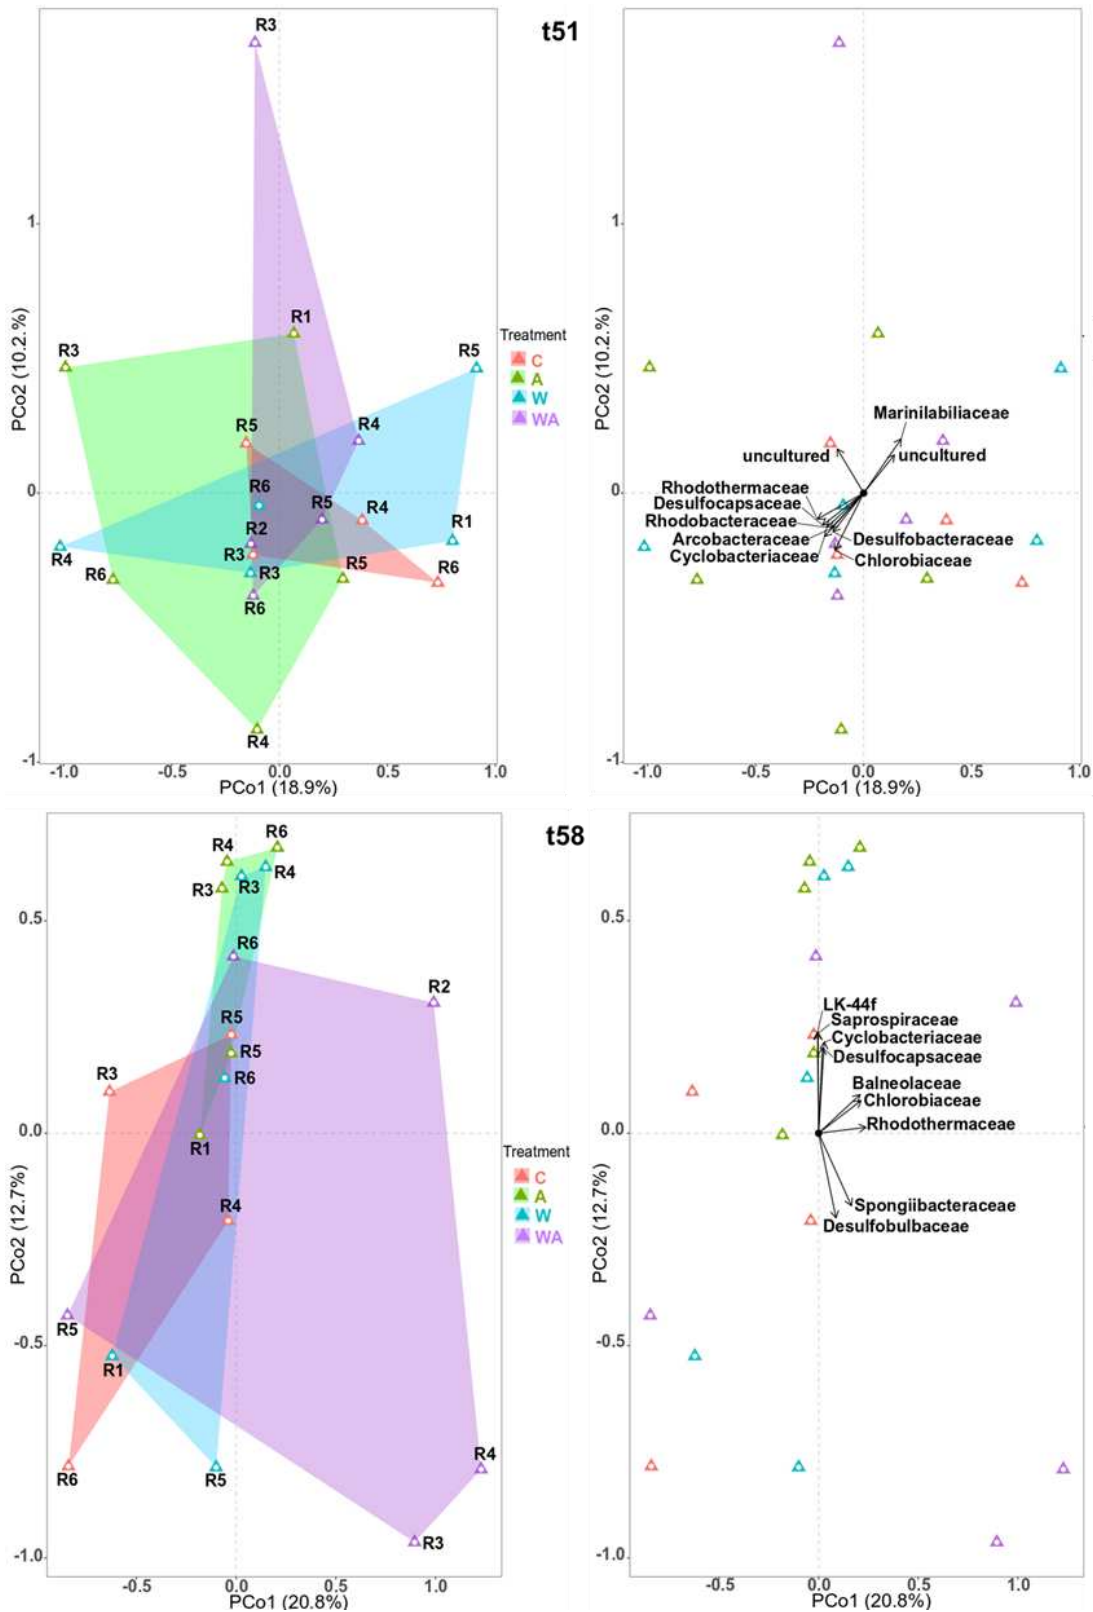 t51
R3
1
R1
R3
R5
R5
R4
R6
R2
R5
R4
R1
R3
R3
R4
R6
R5
R6
R6
R4
0
-1
PCo2 (10.2.%)
-1.0
-0.5
0.0
0.5
1.0
PCo1 (18.9%)
Treatment
C
A
W
WA
1
0
-1
PCo2 (10.2.%)
Marinilabiliaceae
uncultured
uncultured
Rhodothermaceae
Desulfocapsaceae
Rhodobacteraceae
Arcobacteraceae
Desulfobacteraceae
Cyclobacteriaceae
Chlorobiaceae
-1.0
-0.5
0.0
0.5
1.0
PCo1 (18.9%)
t58
R4
R6
R3
R3
R4
0.5
R6
R2
R5
R5
R3
R6
0.0
R1
R4
PCo2 (12.7%)
R5
-0.5
R1
R6
R5
R4
R3
-1.0
-0.5
0.0
0.5
1.0
PCo1 (20.8%)
Treatment
C
A
W
WA
0.5
0.0
-0.5
-1.0
PCo2 (12.7%)
LK-44f
Saprospiraceae
Cyclobacteriaceae
Desulfocapsaceae
Balneolaceae
Chlorobiaceae
Rhodothermaceae
Spongiibacteraceae
Desulfobulbaceae
-0.5
0.0
0.5
1.0
PCo1 (20.8%)